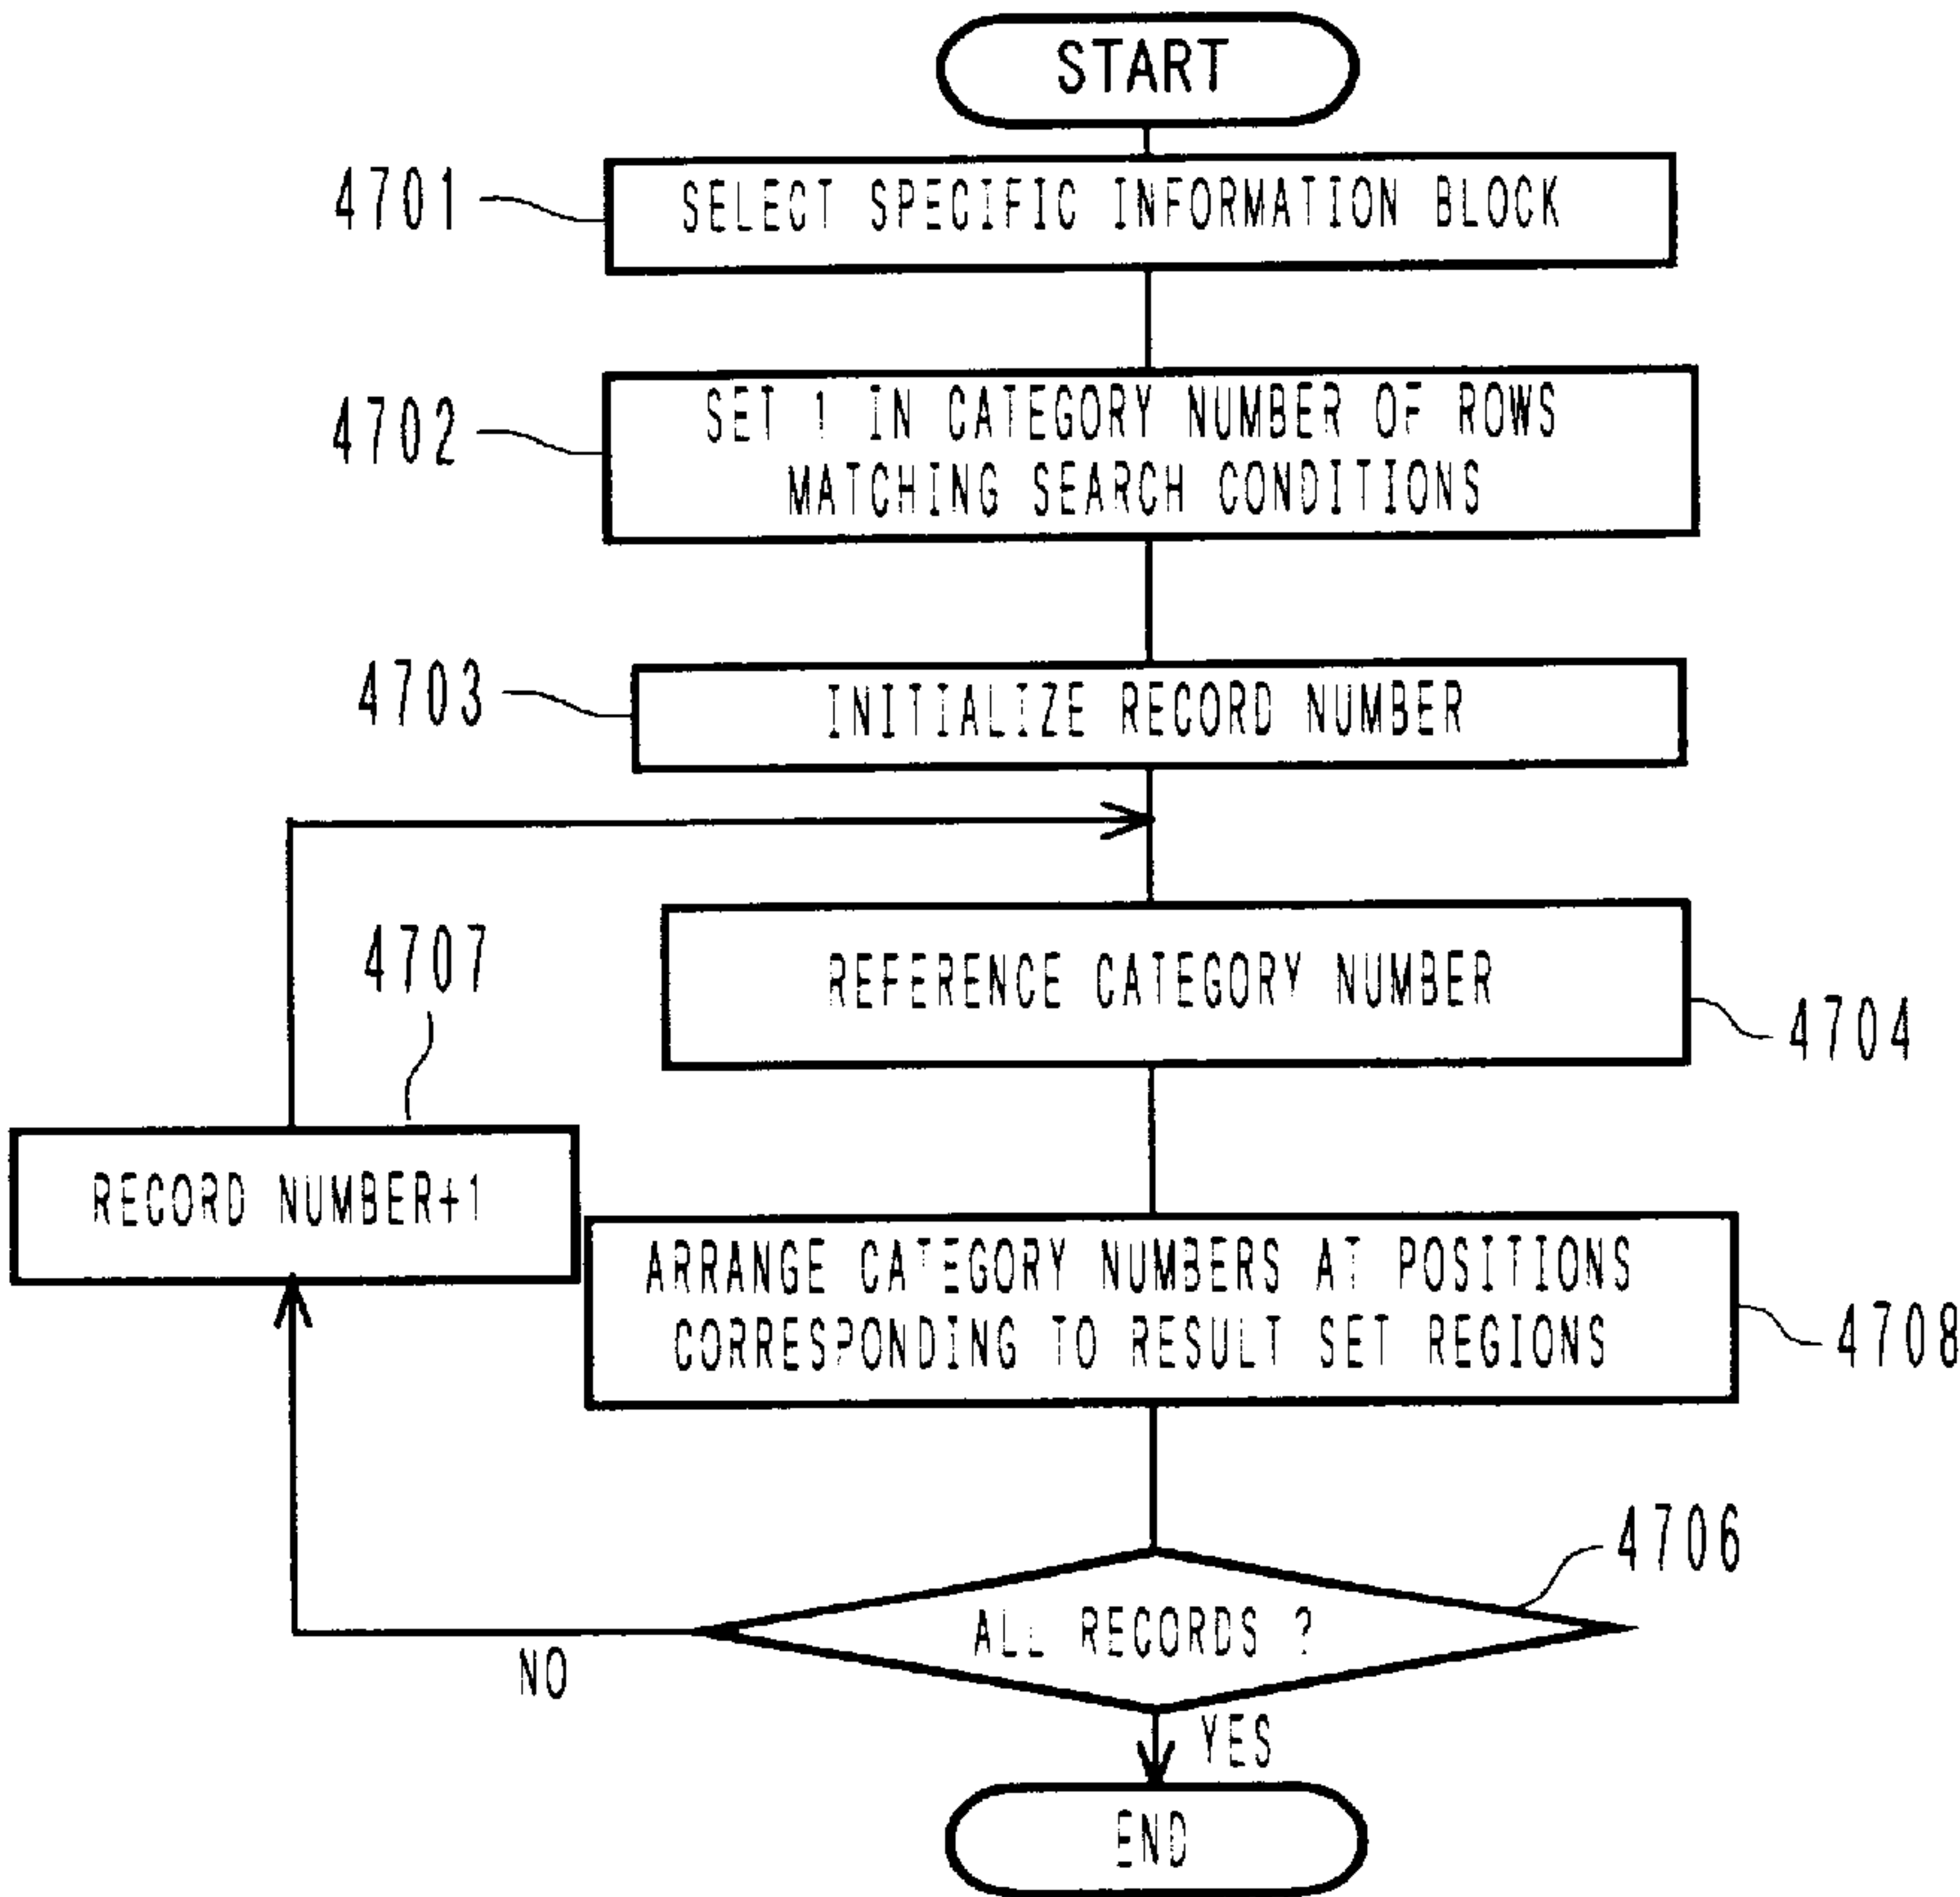 START
4701
SELECT SPECIFIC INFORMATION BLOCK
4702
SET 1 IN CATEGORY NUMBER OF ROWS
MATCHING SEARCH CONDITIONS
4703
INITIALIZE RECORD NUMBER
4707
REFERENCE CATEGORY NUMBER
4704
RECORD NUMBER+1
ARRANGE CATEGORY NUMBERS AT POSITIONS
CORRESPONDING TO RESULT SET REGIONS
4708
4706
ALL RECORDS ?
NO
YES
END